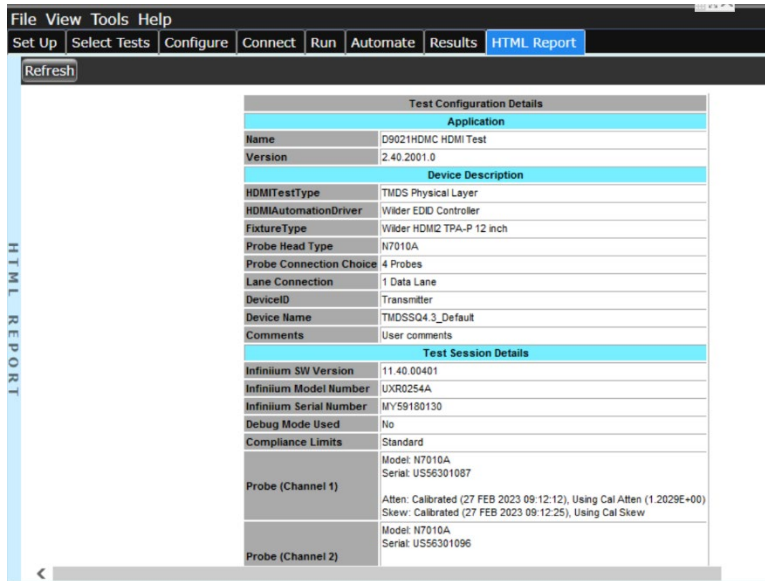 File View Tools Help
Set Up Select Tests Configure Connect Run Automate Results HTML Report
Refresh
HTML REPORT
Test Configuration Details
Application
Name D9021HDMC HDMI Test
Version 2.40.2001.0
Device Description
HDMITestType TMDS Physical Layer
HDMIAutomationDriver Wilder EDID Controller
FixtureType Wilder HDMI2 TPA-P 12 inch
Probe Head Type N7010A
Probe Connection Choice 4 Probes
Lane Connection 1 Data Lane
DeviceID Transmitter
Device Name TMDSSQ4.3_Default
Comments User comments
Test Session Details
Infiniium SW Version 11.40.00401
Infiniium Model Number UXR0254A
Infiniium Serial Number MY59180130
Debug Mode Used No
Compliance Limits Standard
Probe (Channel 1) Model: N7010A
Serial: US56301087
Atten: Calibrated (27 FEB 2023 09:12:12), Using Cal Atten (1.2029E+00)
Skew: Calibrated (27 FEB 2023 09:12:25), Using Cal Skew
Probe (Channel 2) Model: N7010A
Serial: US56301096